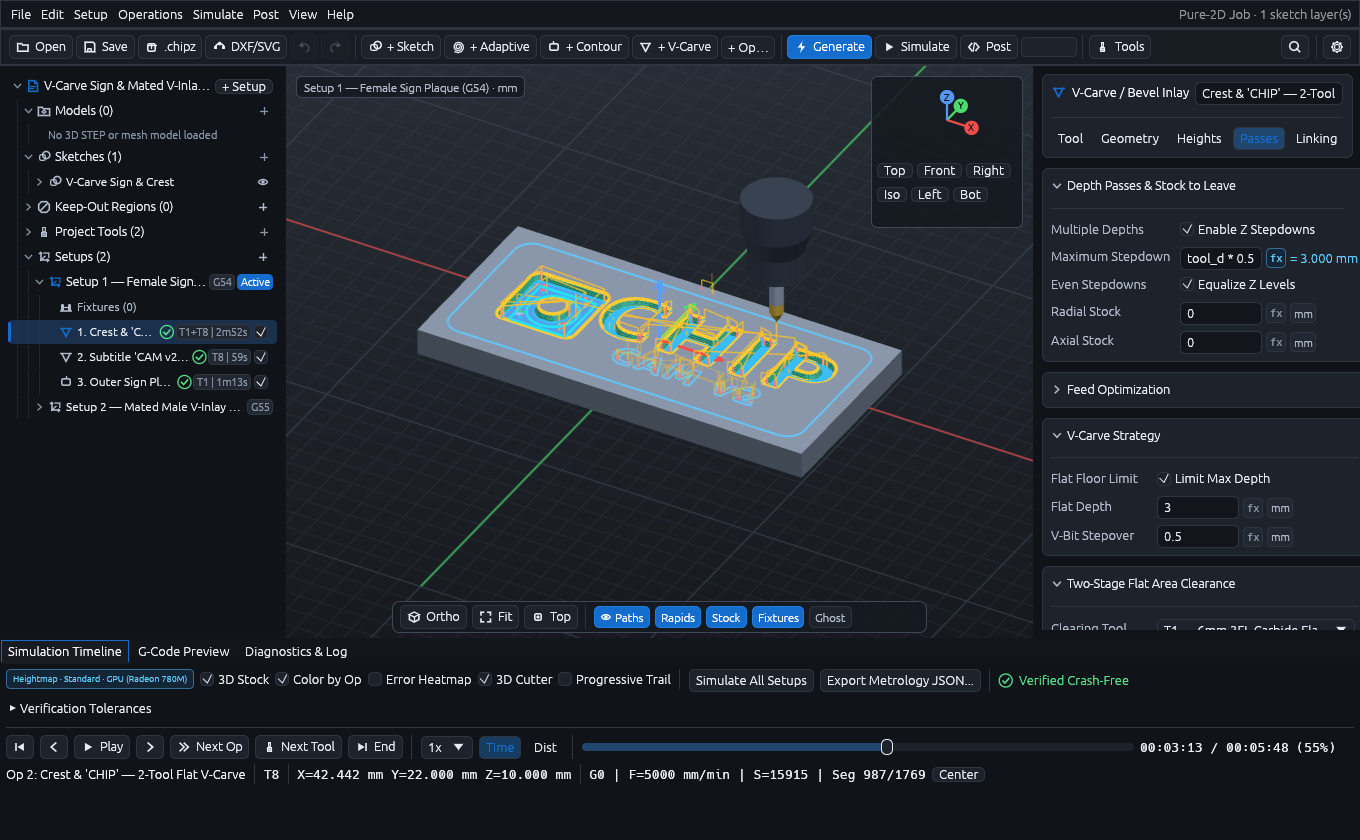 File Edit Setup Operations Simulate Post View Help
Pure-2D Job · 1 sketch layer(s)
Open Save .chipz DXF/SVG + Sketch + Adaptive + Contour + V-Carve + Op... Generate Simulate Post Tools
V-Carve Sign & Mated V-Inla... + Setup
Models (0) +
No 3D STEP or mesh model loaded
Sketches (1) +
V-Carve Sign & Crest
Keep-Out Regions (0) +
Project Tools (2) +
Setups (2) +
Setup 1 — Female Sign... G54 Active
Fixtures (0)
1. Crest & 'C... T1+T8 | 2m52s
2. Subtitle 'CAM v2... T8 | 59s
3. Outer Sign Pl... T1 | 1m13s
Setup 2 — Mated Male V-Inlay ... G55
Setup 1 — Female Sign Plaque (G54) · mm
Z
Y
X
Top Front Right
Iso Left Bot
CHIP
CAM v2
Ortho Fit Top Paths Rapids Stock Fixtures Ghost
V-Carve / Bevel Inlay Crest & 'CHIP' — 2-Tool
Tool Geometry Heights Passes Linking
Depth Passes & Stock to Leave
Multiple Depths Enable Z Stepdowns
Maximum Stepdown tool_d * 0.5 fx = 3.000 mm
Even Stepdowns Equalize Z Levels
Radial Stock 0 fx mm
Axial Stock 0 fx mm
Feed Optimization
V-Carve Strategy
Flat Floor Limit Limit Max Depth
Flat Depth 3 fx mm
V-Bit Stepover 0.5 fx mm
Two-Stage Flat Area Clearance
Clearing Tool T1 — 6mm 3FL Carbide Fla...
Simulation Timeline G-Code Preview Diagnostics & Log
Heightmap · Standard · GPU (Radeon 780M) 3D Stock Color by Op Error Heatmap 3D Cutter Progressive Trail Simulate All Setups Export Metrology JSON... Verified Crash-Free
Verification Tolerances
Play Next Op Next Tool End 1x Time Dist 00:03:13 / 00:05:48 (55%)
Op 2: Crest & 'CHIP' — 2-Tool Flat V-Carve T8 X=42.442 mm Y=22.000 mm Z=10.000 mm G0 | F=5000 mm/min | S=15915 | Seg 987/1769 Center